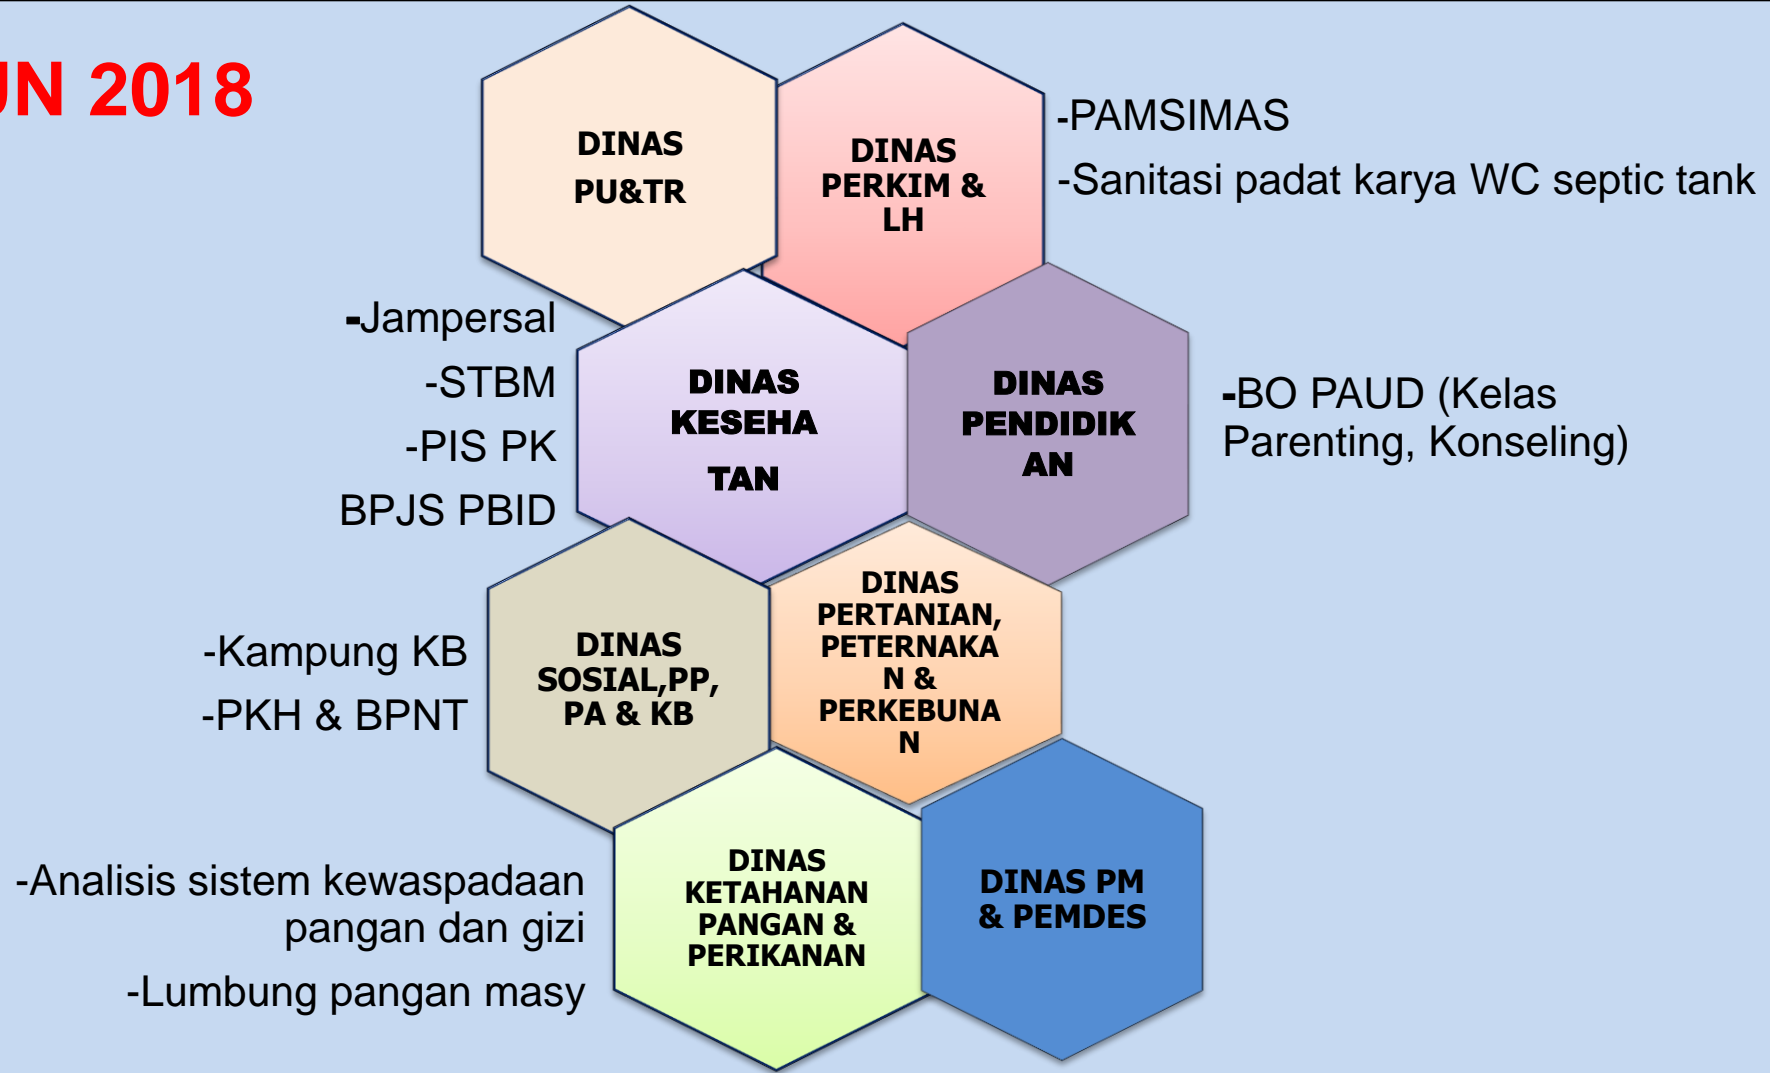 UN 2018
DINAS
PU&TR
DINAS
PERKIM &
LH
-PAMSIMAS
-Sanitasi padat karya WC septic tank
-Jampersal
-STBM
-PIS PK
BPJS PBID
DINAS
KESEHA
TAN
DINAS
PENDIDIK
AN
-BO PAUD (Kelas
Parenting, Konseling)
-Kampung KB
-PKH & BPNT
DINAS
SOSIAL,PP,
PA & KB
DINAS
PERTANIAN,
PETERNAKA
N &
PERKEBUNA
N
-Analisis sistem kewaspadaan
pangan dan gizi
-Lumbung pangan masy
DINAS
KETAHANAN
PANGAN &
PERIKANAN
DINAS PM
& PEMDES